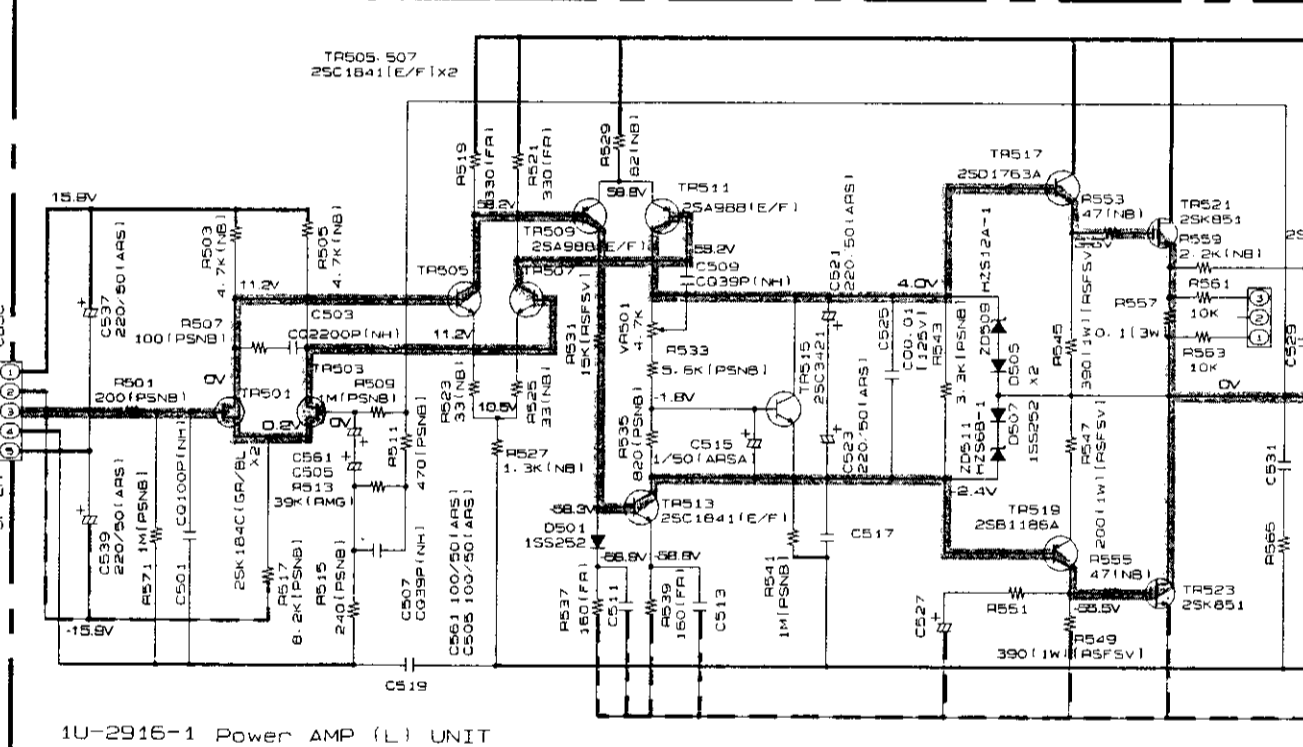 TR505.507
2SC1841(E/F)X2
R519
330(FR)
R521
330(FR)
R529
82(NB)
58.8V
TR511
2SA988(E/F)
TR509
2SA988(E/F)
58.2V
TR517
2SD1763A
R553
47(NB)
TR521
2SK851
R559
2.2K(NB)
R561
10K
R557
0.1(3W
R563
10K
3
2
1
C529
0V
15.9V
R503
4.7K(NB)
R505
4.7K(NB)
C537
220/50(ARS)
11.2V
TR505
TR507
C503
CQ2200P(NH)
R507
100(PSNB)
11.2V
R531
15K(RSFSV)
C509
CQ39P(NH)
VR501
4.7K
R533
5.6K(PSNB)
-1.8V
TR515
2SC3421
C521
220/50(ARS)
4.0V
HZS12A-1
ZD509
D505
C525
CQ0.01
(125V)
R543
3.3K(PSNB)
R545
390(1W)(RSFSV)
1
2
3
4
5
R501
200(PSNB)
0V
TR501
TR503
R509
1M(PSNB)
0.2V
0V
R511
470(PSNB)
R523
33(NB)
10.5V
R525
33(NB)
R527
1.3K(NB)
R535
820(PSNB)
C515
1/50(ARSA)
C523
220/50(ARS)
ZD511
HZS6B-1
D507
1SS252 X2
R547
200(1W)(RSFSV)
C531
R565
C539
220/50(ARS)
R571 1M(PSNB)
C501 CQ100P(NH)
2SK184C(GR/BL)
X2
C561
C505
R513
39K(RMG)
R517
8.2K(PSNB)
R515
240(PSNB)
C507
CQ39P(NH)
C561 100/50(ARS)
C505 100/50(ARS)
-58.3V
TR513
2SC1841(E/F)
D501
1SS252
-58.8V
R537
160(FR)
C511
R539
160(FR)
C513
R541
1M(PSNB)
C517
TR519
2SB1186A
R555
47(NB)
TR523
2SK851
C527
R551
R549
390(1W)(RSFSV)
-15.9V
C519
1U-2916-1 Power AMP (L) UNIT